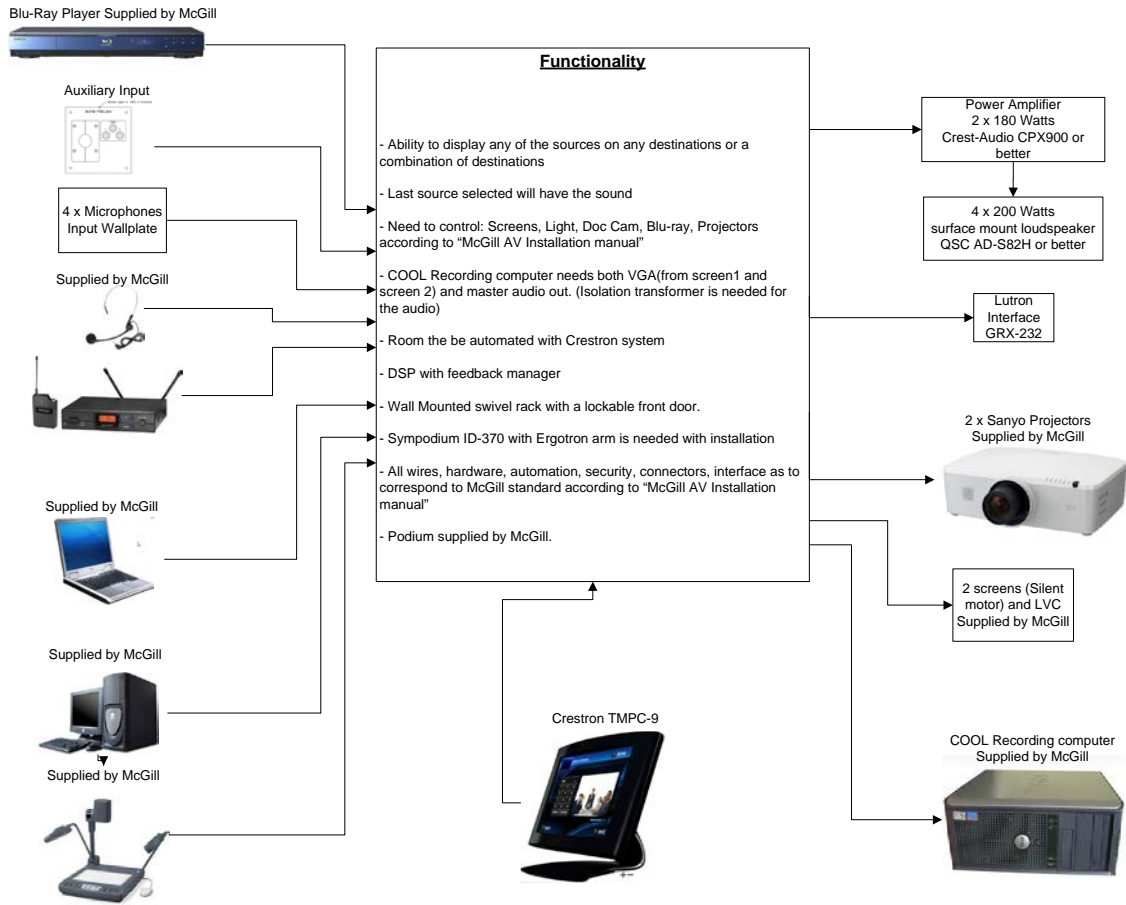 Blu-Ray Player Supplied by McGill
Auxiliary Input
4 x Microphones
Input Wallplate
Supplied by McGill
Supplied by McGill
Supplied by McGill
Supplied by McGill
Functionality
- Ability to display any of the sources on any destinations or a
combination of destinations
- Last source selected will have the sound
- Need to control: Screens, Light, Doc Cam, Blu-ray, Projectors
according to “McGill AV Installation manual”
- COOL Recording computer needs both VGA(from screen1 and
screen 2) and master audio out. (Isolation transformer is needed for
the audio)
- Room the be automated with Crestron system
- DSP with feedback manager
- Wall Mounted swivel rack with a lockable front door.
- Sympodium ID-370 with Ergotron arm is needed with installation
- All wires, hardware, automation, security, connectors, interface as to
correspond to McGill standard according to “McGill AV Installation
manual”
- Podium supplied by McGill.
Crestron TMPC-9
Power Amplifier
2 x 180 Watts
Crest-Audio CPX900 or
better
4 x 200 Watts
surface mount loudspeaker
QSC AD-S82H or better
Lutron
Interface
GRX-232
2 x Sanyo Projectors
Supplied by McGill
2 screens (Silent
motor) and LVC
Supplied by McGill
COOL Recording computer
Supplied by McGill